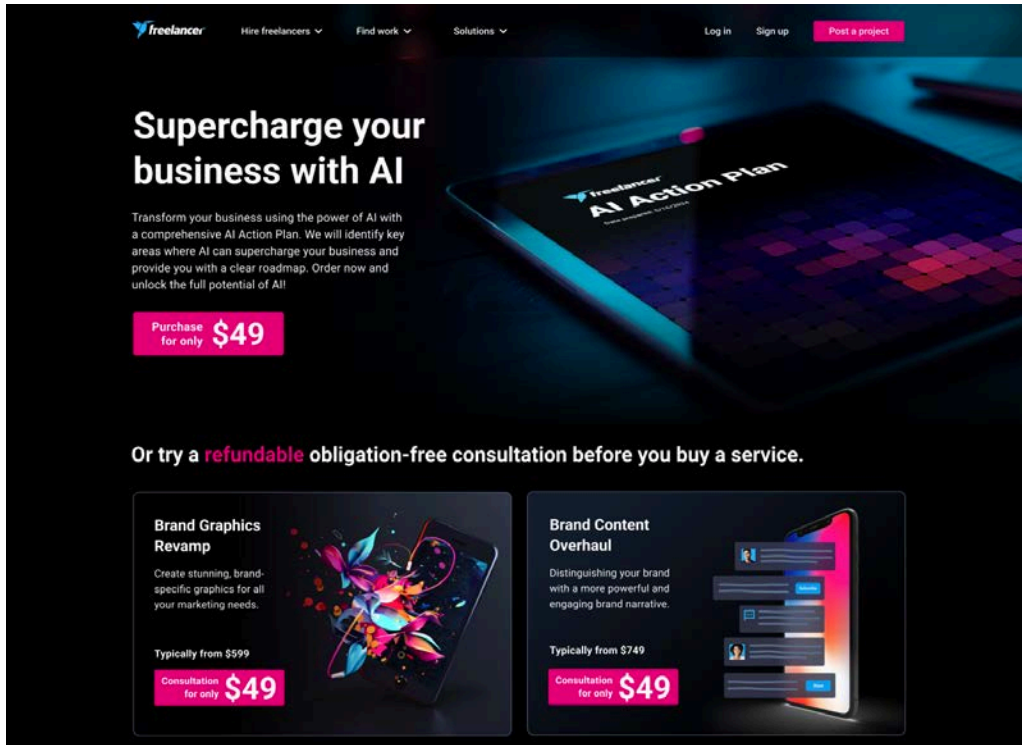 freelancer
Hire freelancers
Find work
Solutions
Log in
Sign up
Post a project
Supercharge your
business with AI
Transform your business using the power of AI with
a comprehensive AI Action Plan. We will identify key
areas where AI can supercharge your business and
provide you with a clear roadmap. Order now and
unlock the full potential of AI!
Purchase
for only $49
freelancer
AI Action Plan
Or try a refundable obligation-free consultation before you buy a service.
Brand Graphics
Revamp
Create stunning, brand-
specific graphics for all
your marketing needs.
Typically from $599
Consultation
for only $49
Brand Content
Overhaul
Distinguishing your brand
with a more powerful and
engaging brand narrative.
Typically from $749
Consultation
for only $49